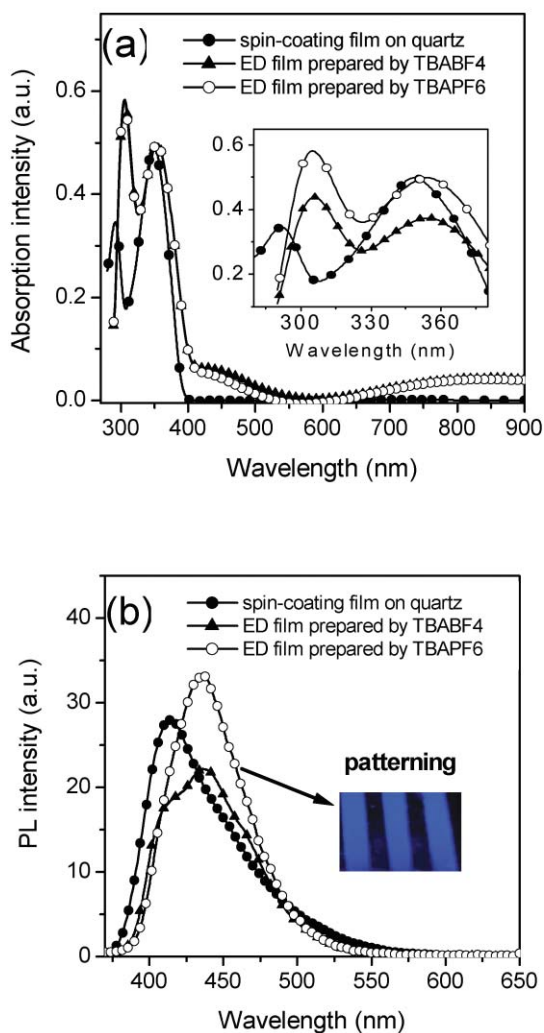 (a)
spin-coating film on quartz
ED film prepared by TBABF4
ED film prepared by TBAPF6
Absorption intensity (a.u.)
0.6
0.3
0.0
0.6
0.4
0.2
300 330 360
Wavelength (nm)
300 400 500 600 700 800 900
Wavelength (nm)
(b)
spin-coating film on quartz
ED film prepared by TBABF4
ED film prepared by TBAPF6
PL intensity (a.u.)
40
30
20
10
0
patterning
400 450 500 550 600 650
Wavelength (nm)